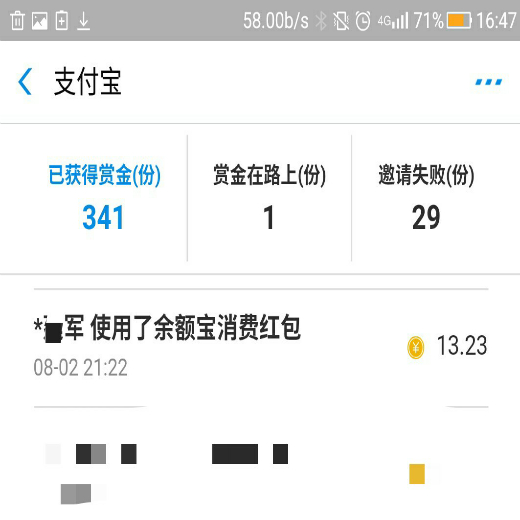 58.00b/s 4G 71% 16:47
支付宝
已获得赏金(份) 赏金在路上(份) 邀请失败(份)
341 1 29
军 使用了余额宝消费红包
13.23
08-02 21:22